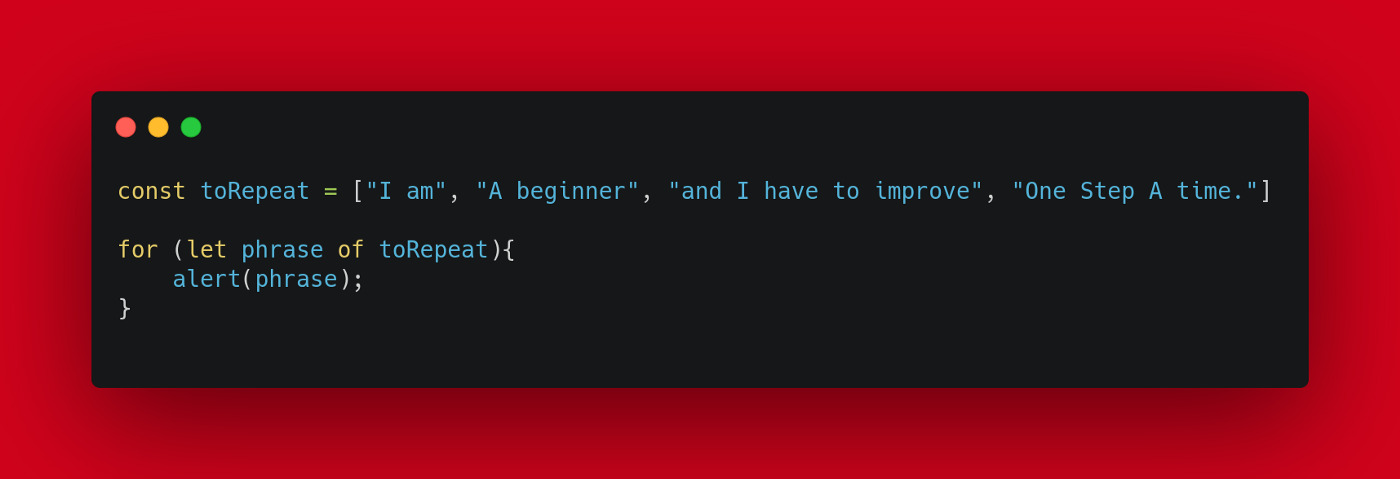 const toRepeat = ["I am", "A beginner", "and I have to improve", "One Step A time."]
for (let phrase of toRepeat){
    alert(phrase);
}